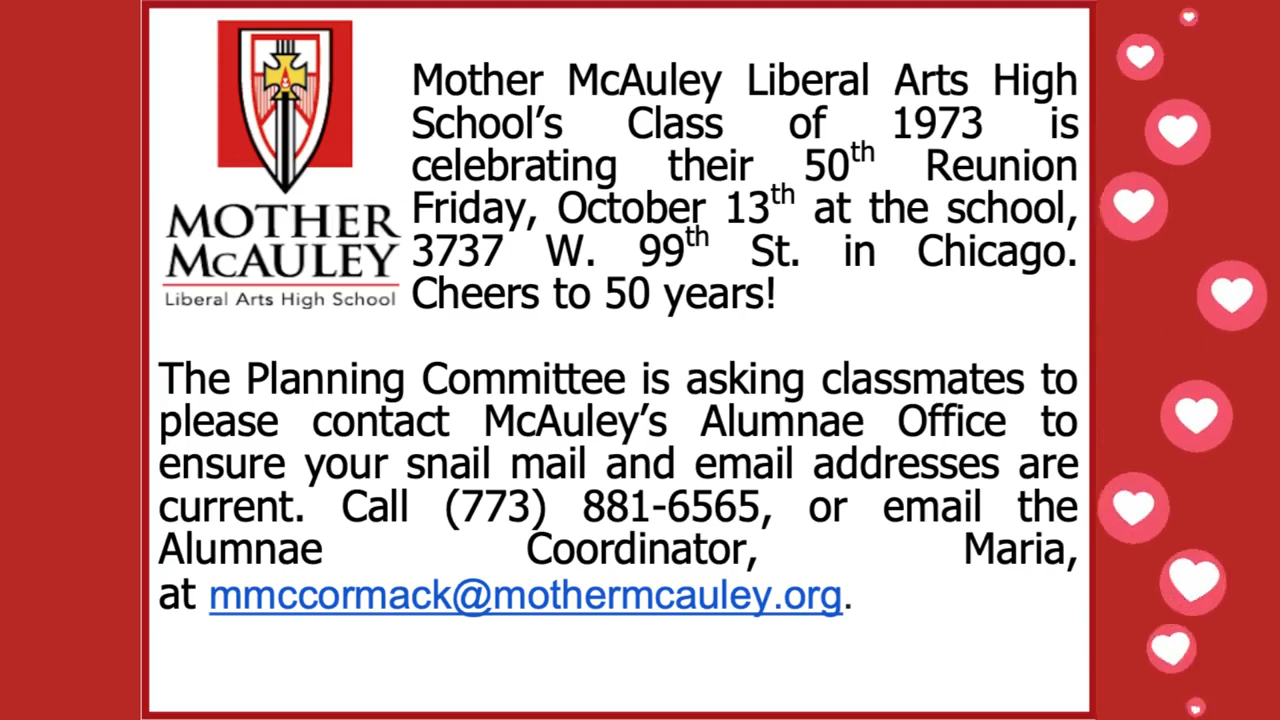 MOTHER
MCAULEY
Liberal Arts High School
Mother McAuley Liberal Arts High
School’s Class of 1973 is
celebrating their 50th Reunion
Friday, October 13th at the school,
3737 W. 99th St. in Chicago.
Cheers to 50 years!
The Planning Committee is asking classmates to
please contact McAuley’s Alumnae Office to
ensure your snail mail and email addresses are
current. Call (773) 881-6565, or email the
Alumnae Coordinator, Maria,
at mmccormack@mothermcauley.org.